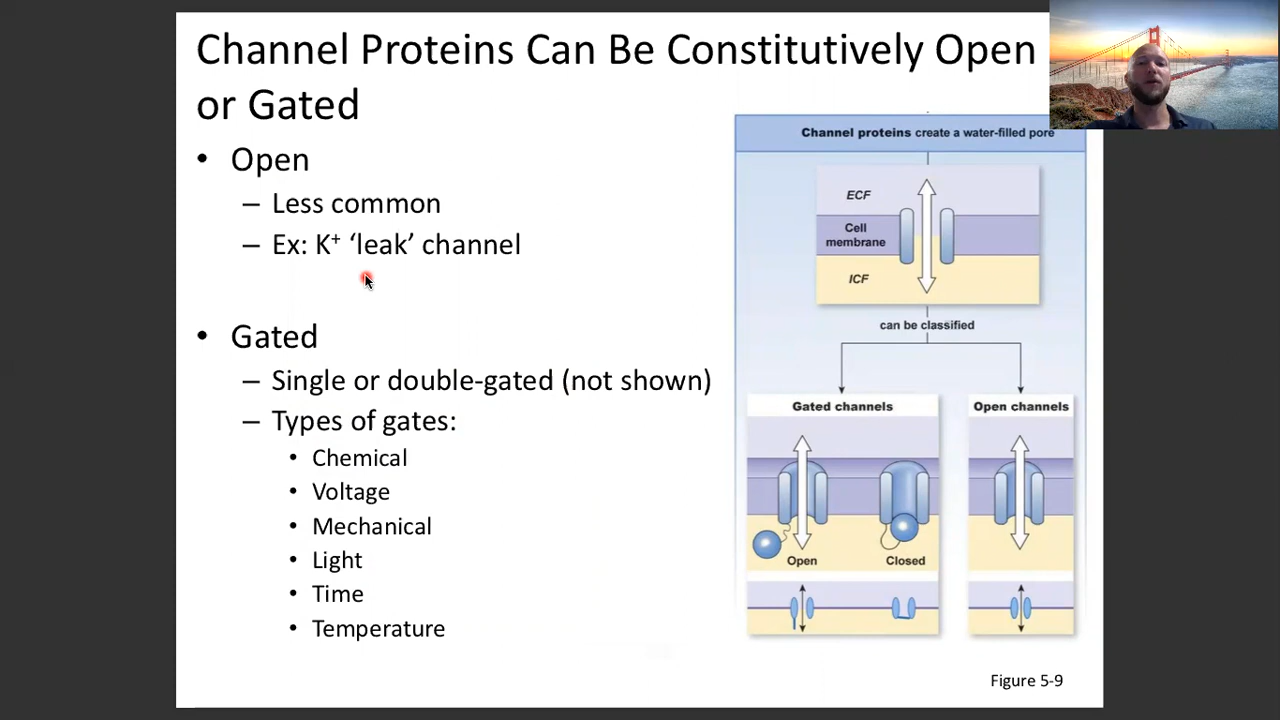 Channel Proteins Can Be Constitutively Open
or Gated
• Open
– Less common
– Ex: K⁺ ‘leak’ channel
• Gated
– Single or double-gated (not shown)
– Types of gates:
• Chemical
• Voltage
• Mechanical
• Light
• Time
• Temperature
Channel proteins create a water-filled pore
ECF
Cell
membrane
ICF
can be classified
Gated channels
Open channels
Open
Closed
Figure 5-9